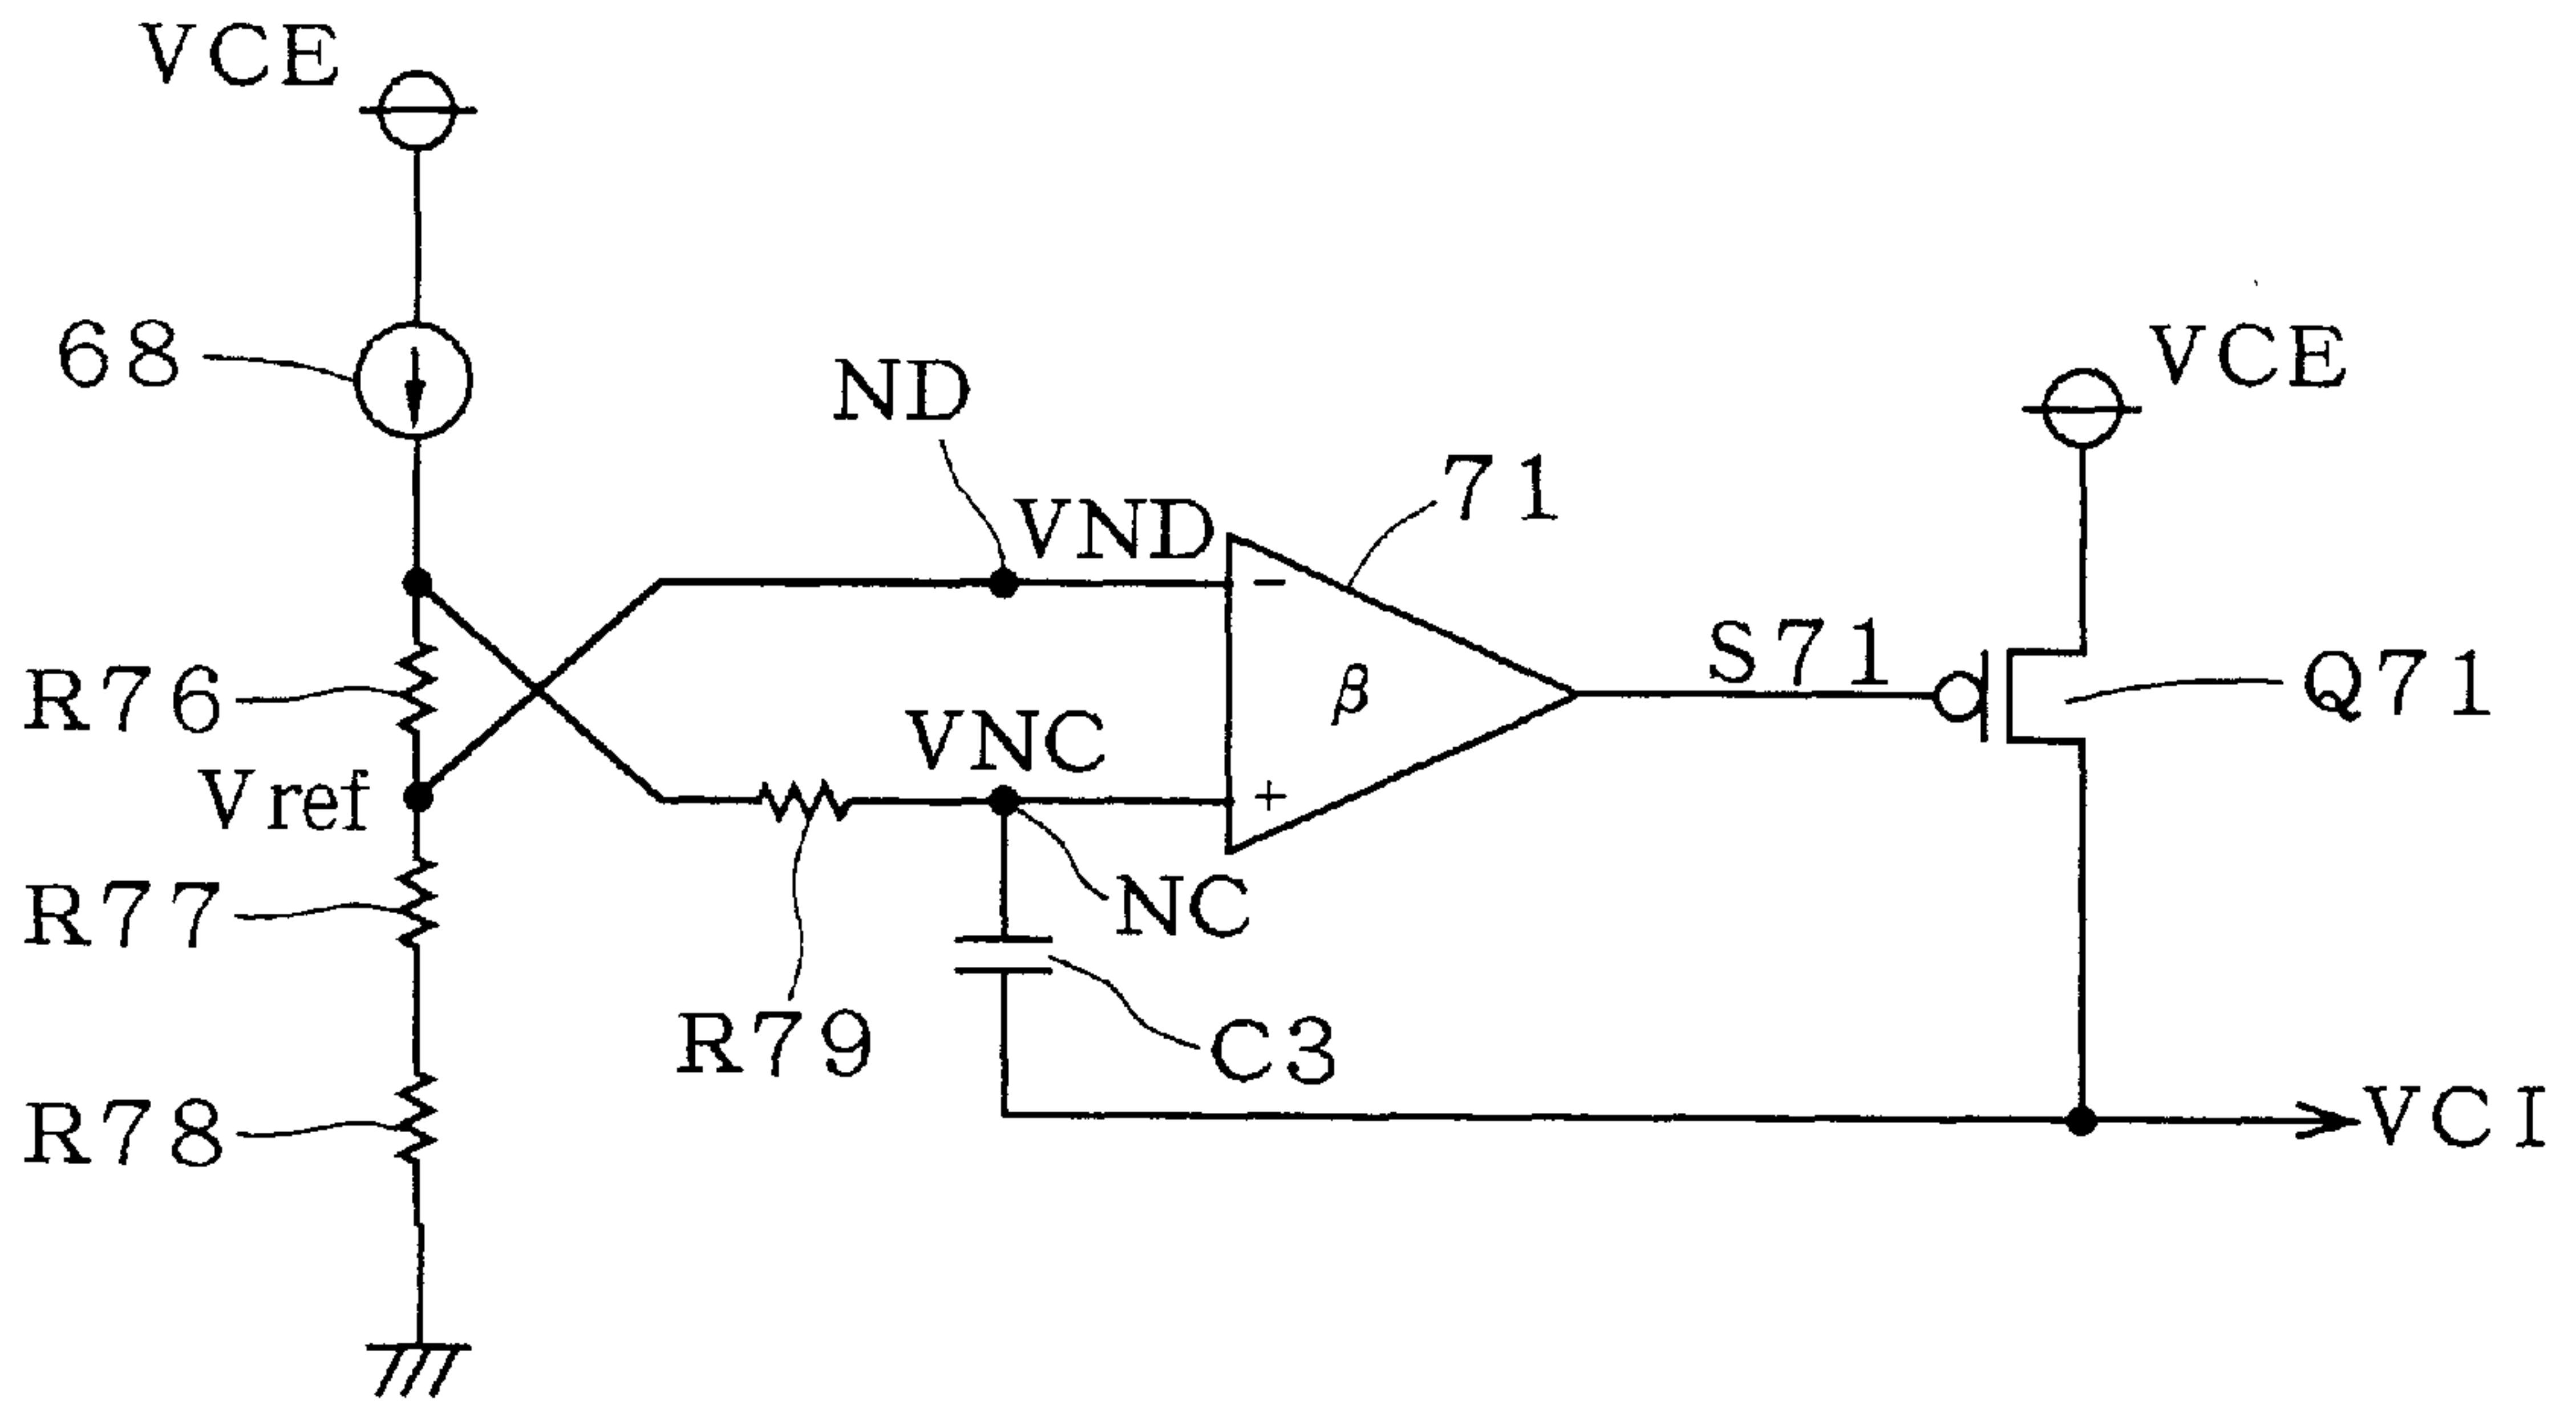 VCE
68
VCE
ND
71
VND
−
S71
β
Q71
R76
VNC
Vref
+
R77
NC
R79
C3
R78
VCI